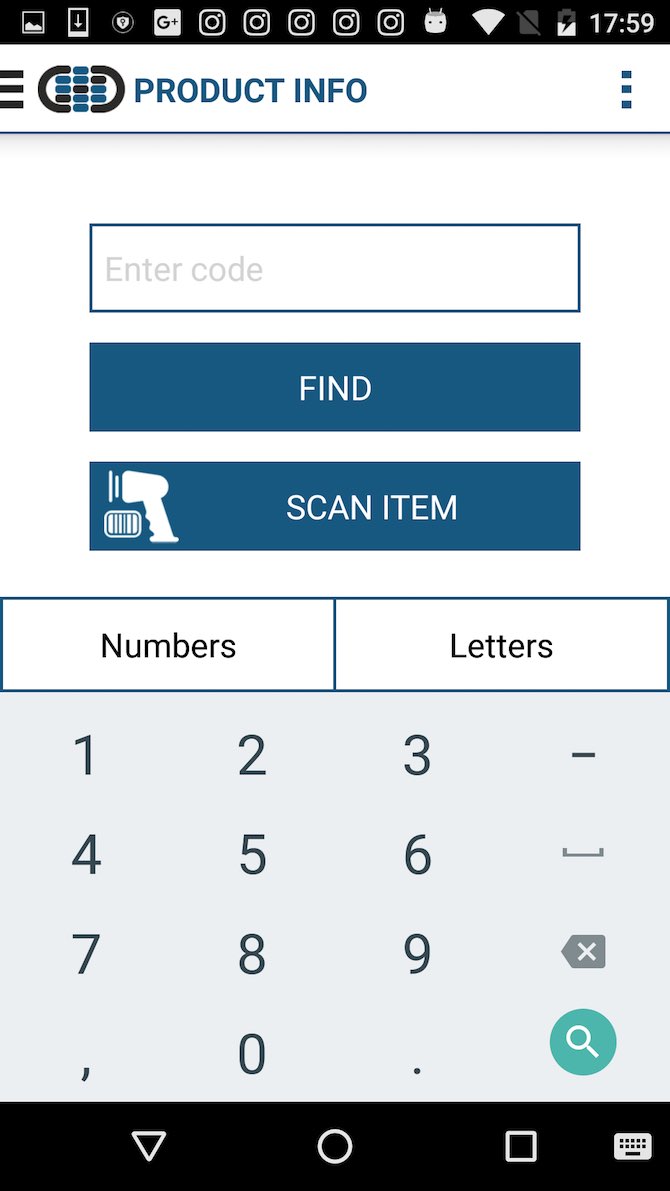 G+ 17:59
PRODUCT INFO
Enter code
FIND
SCAN ITEM
Numbers Letters
1 2 3 -
4 5 6
7 8 9
, 0 .